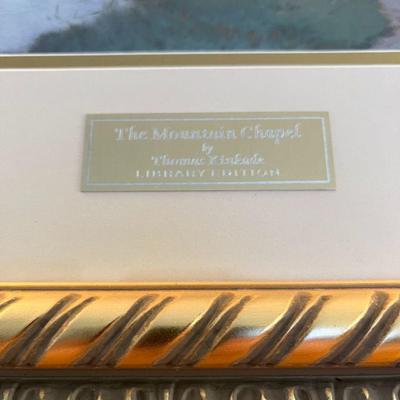 The Mountain Chapel
by
Thomas Kinkade
LIBRARY EDITION